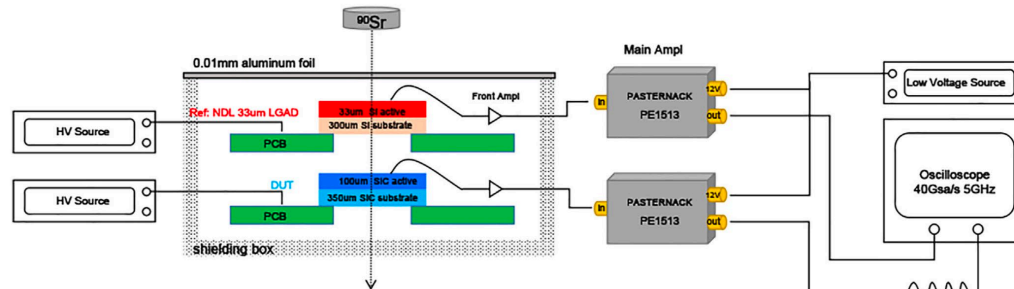 90Sr
0.01mm aluminum foil
Main Ampl
Front Ampl
Low Voltage Source
Ref: NDL 33um LGAD
33um SI active
300um SI substrate
HV Source
PCB
In
12V
out
PASTERNACK
PE1513
DUT
100um SIC active
350um SIC substrate
HV Source
PCB
In
12V
out
PASTERNACK
PE1513
Oscilloscope
40Gsa/s 5GHz
shielding box